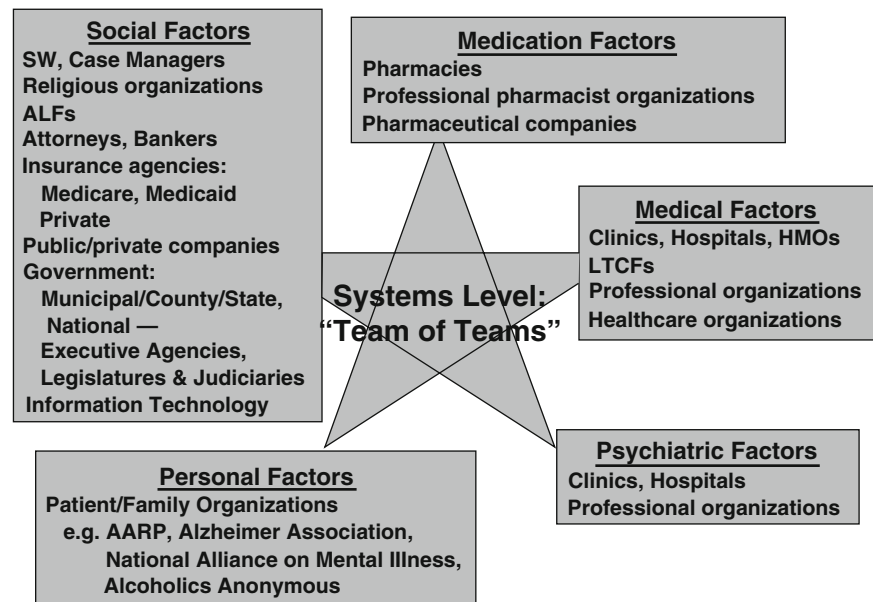 Social Factors
SW, Case Managers
Religious organizations
ALFs
Attorneys, Bankers
Insurance agencies:
Medicare, Medicaid
Private
Public/private companies
Government:
Municipal/County/State,
National —
Executive Agencies,
Legislatures & Judiciaries
Information Technology
Medication Factors
Pharmacies
Professional pharmacist organizations
Pharmaceutical companies
Medical Factors
Clinics, Hospitals, HMOs
LTCFs
Professional organizations
Healthcare organizations
Systems Level:
“Team of Teams”
Psychiatric Factors
Clinics, Hospitals
Professional organizations
Personal Factors
Patient/Family Organizations
e.g. AARP, Alzheimer Association,
National Alliance on Mental Illness,
Alcoholics Anonymous